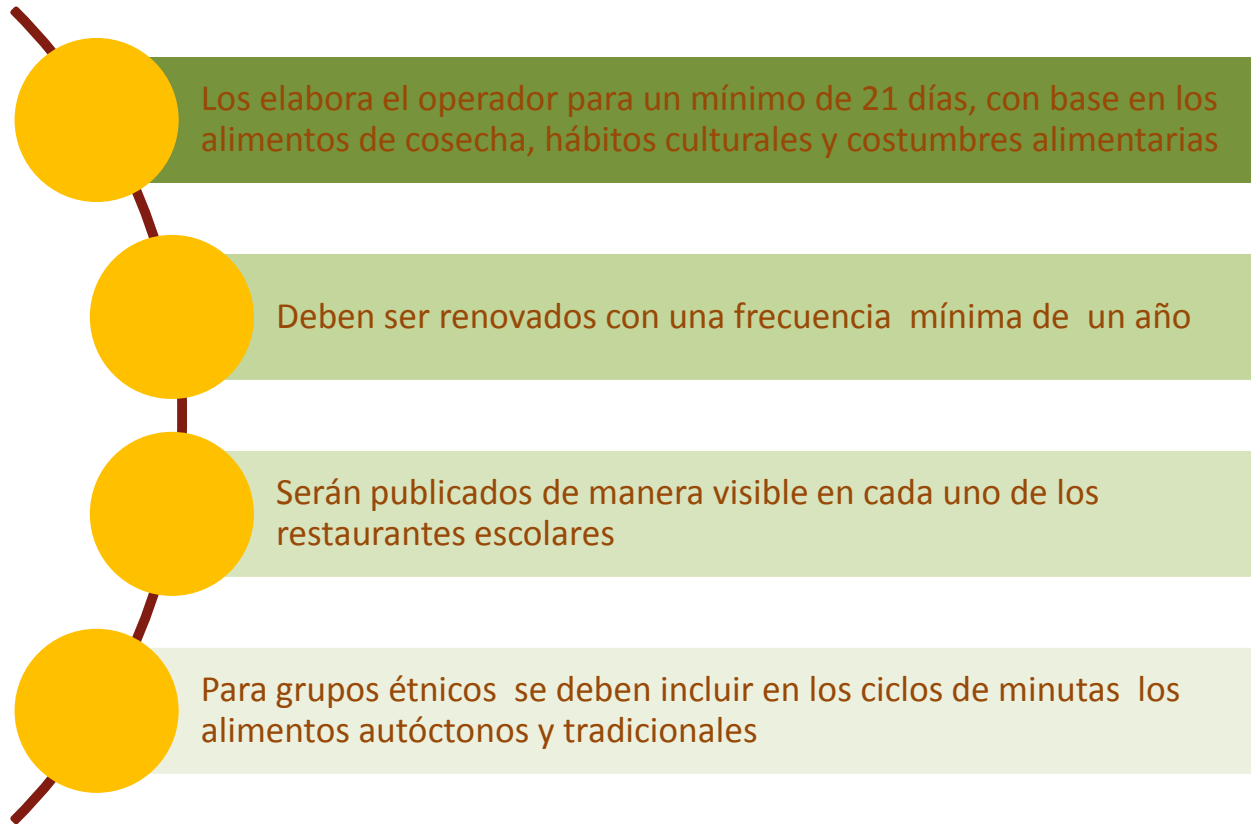 Los elabora el operador para un mínimo de 21 días, con base en los
alimentos de cosecha, hábitos culturales y costumbres alimentarias
Deben ser renovados con una frecuencia mínima de un año
Serán publicados de manera visible en cada uno de los
restaurantes escolares
Para grupos étnicos se deben incluir en los ciclos de minutas los
alimentos autóctonos y tradicionales